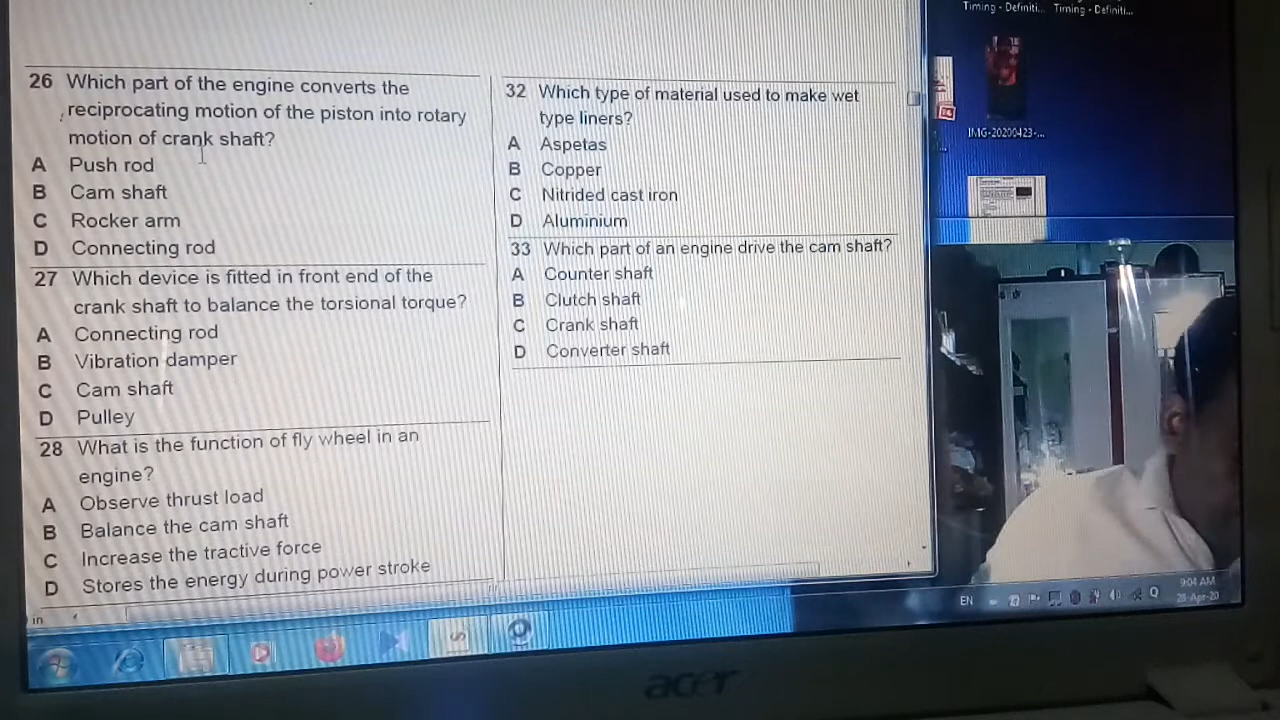 26 Which part of the engine converts the
reciprocating motion of the piston into rotary
motion of crank shaft?
A Push rod
B Cam shaft
C Rocker arm
D Connecting rod
27 Which device is fitted in front end of the
crank shaft to balance the torsional torque?
A Connecting rod
B Vibration damper
C Cam shaft
D Pulley
28 What is the function of fly wheel in an
engine?
A Observe thrust load
B Balance the cam shaft
C Increase the tractive force
D Stores the energy during power stroke
32 Which type of material used to make wet
type liners?
A Aspetas
B Copper
C Nitrided cast iron
D Aluminium
33 Which part of an engine drive the cam shaft?
A Counter shaft
B Clutch shaft
C Crank shaft
D Converter shaft
Timing - Definiti... Timing - Definiti...
IMG-20200423-...
in
EN
9:04 AM
28-Apr-20
acer